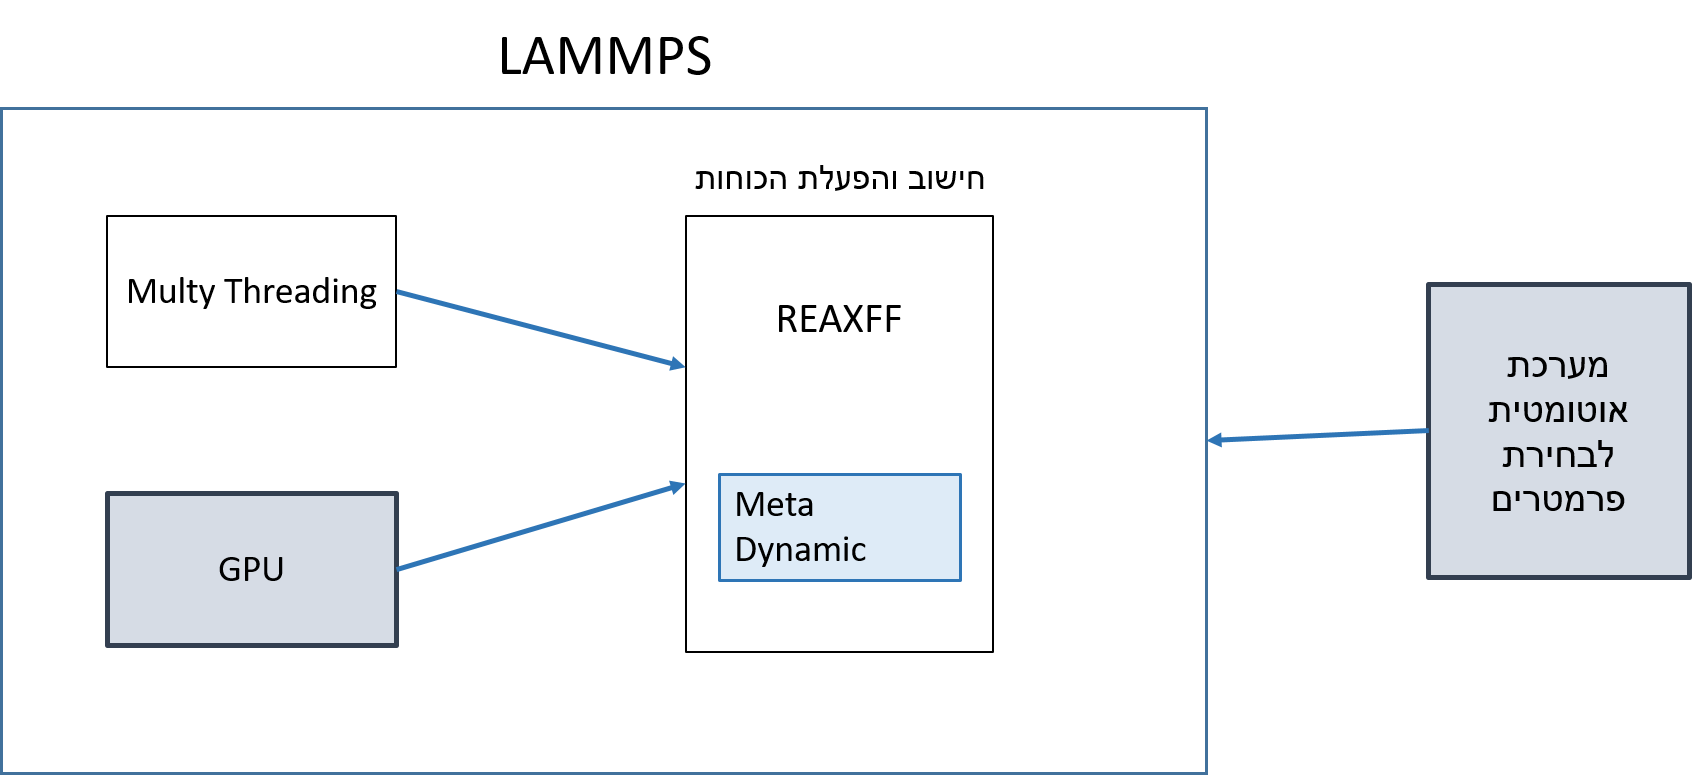 LAMMPS
חישוב והפעלת הכוחות
Multy Threading
REAXFF
Meta
Dynamic
GPU
מערכת
אוטומטית
לבחירת
פרמטרים